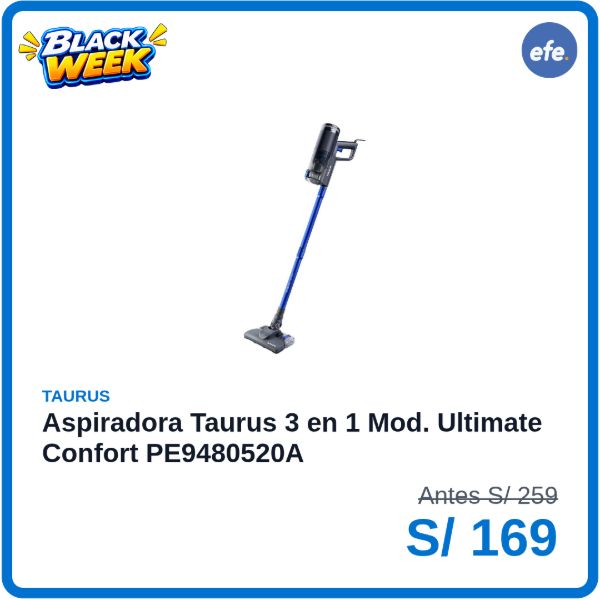 BLACK
WEEK
efe.
TAURUS
Aspiradora Taurus 3 en 1 Mod. Ultimate
Confort PE9480520A
Antes S/ 259
S/ 169